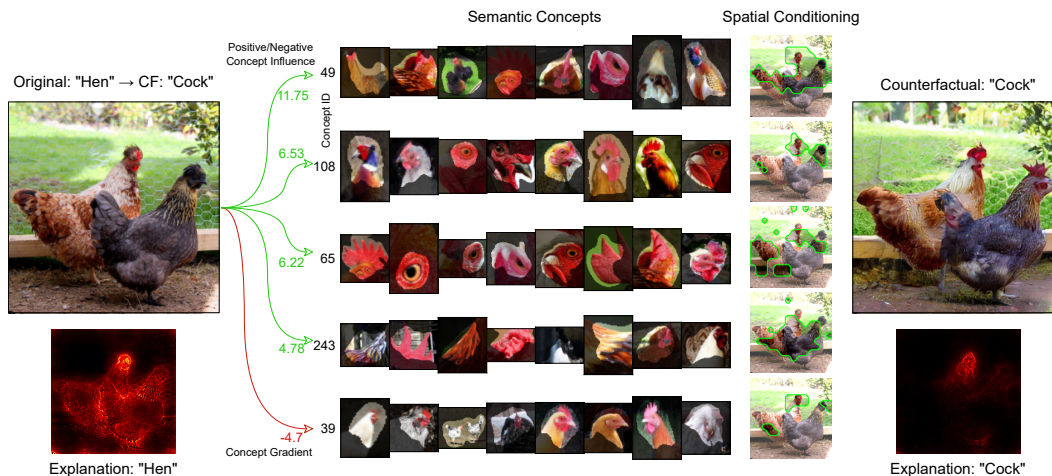 Semantic Concepts
Spatial Conditioning
Positive/Negative
Concept Influence
Original: "Hen" → CF: "Cock"
Counterfactual: "Cock"
Concept ID
11.75
49
6.53
108
6.22
65
4.78
243
-4.7
39
Concept Gradient
Explanation: "Hen"
Explanation: "Cock"